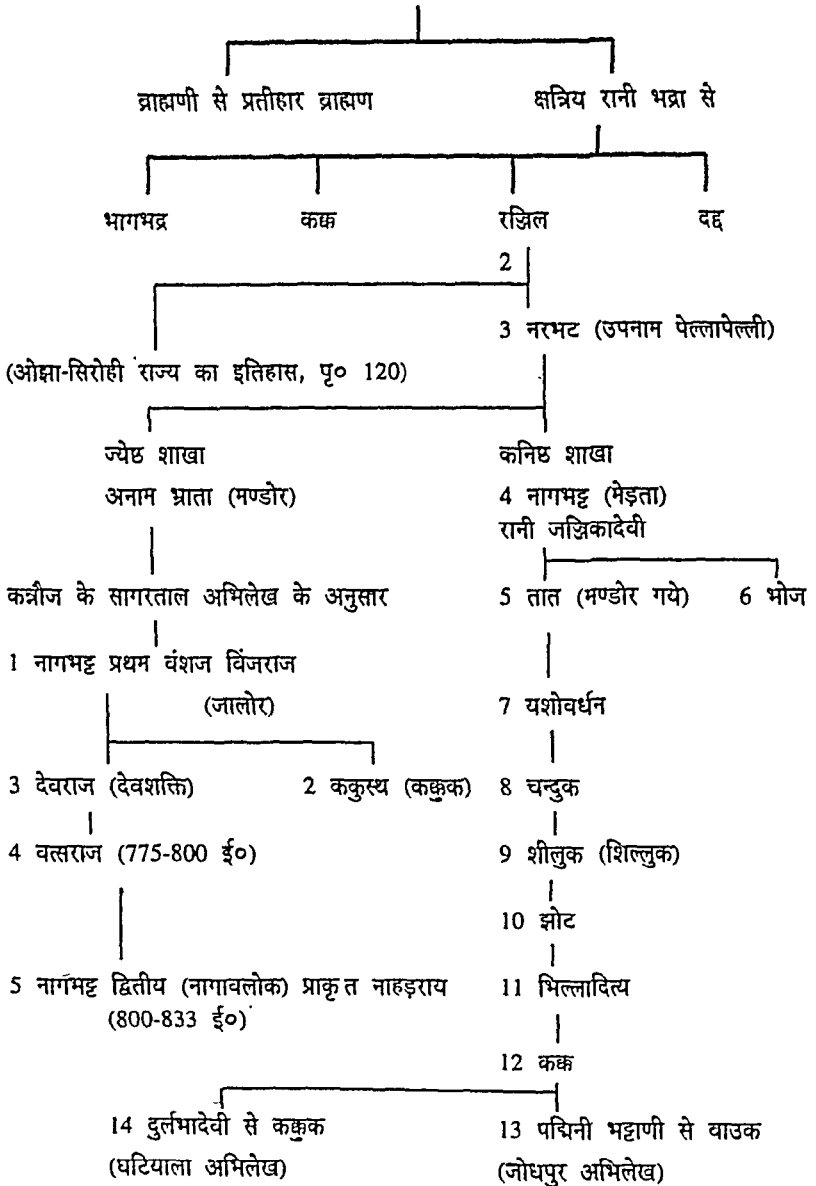 ब्राह्मणी से प्रतीहार ब्राह्मण क्षत्रिय रानी भद्रा से
भागभद्र कक्क रज्जिल दद्द
2
3 नरभट (उपनाम पेल्लापेल्ली)
(ओझा-सिरोही राज्य का इतिहास, पृ० 120)
ज्येष्ठ शाखा कनिष्ठ शाखा
अनाम भ्राता (मण्डोर) 4 नागभट्ट (मेड़ता)
रानी जज्जिकादेवी
कन्नौज के सागरताल अभिलेख के अनुसार 5 तात (मण्डोर गये) 6 भोज
1 नागभट्ट प्रथम वंशज विंजराज
(जालोर) 7 यशोवर्धन
3 देवराज (देवशक्ति) 2 ककुस्थ (कक्कुक) 8 चन्दुक
4 वत्सराज (775-800 ई०) 9 शीलुक (शिल्लुक)
10 झोट
5 नागभट्ट द्वितीय (नागावलोक) प्राकृत नाहड़राय 11 भिल्लादित्य
(800-833 ई०)
12 कक्क
14 दुर्लभादेवी से कक्कुक 13 पद्मिनी भट्टाणी से वाउक
(घटियाला अभिलेख) (जोधपुर अभिलेख)